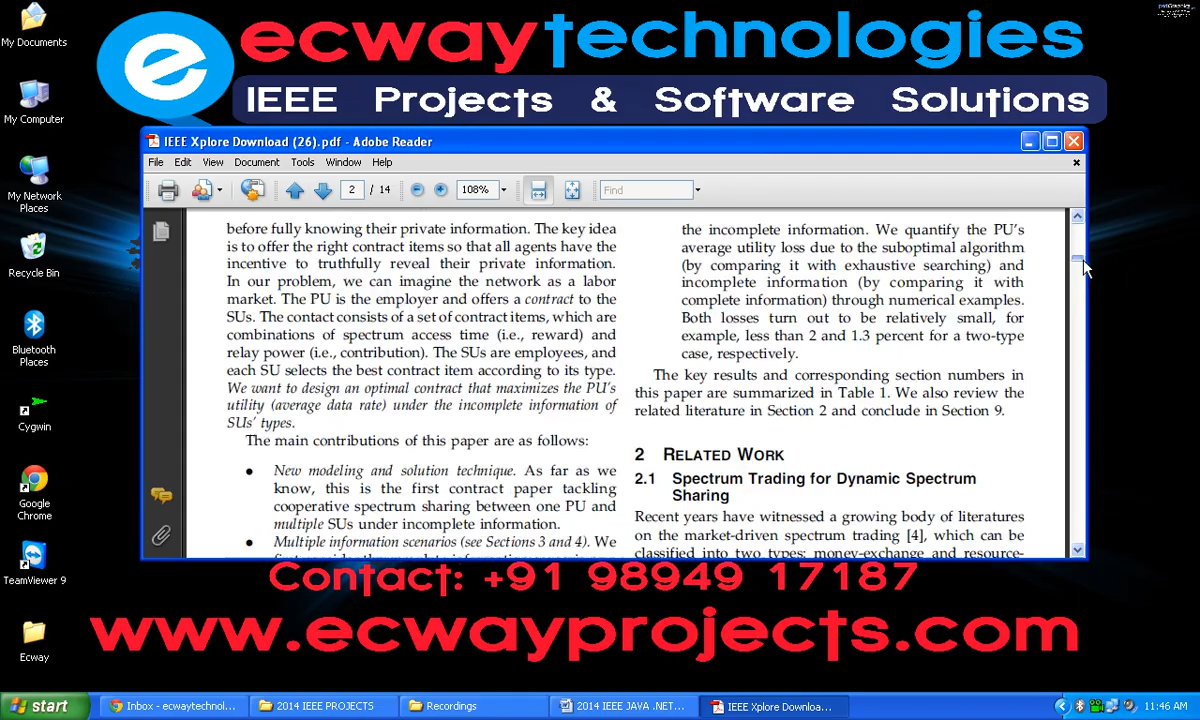 My Documents
My Computer
My Network
Places
Recycle Bin
Bluetooth
Places
Cygwin
Google
Chrome
TeamViewer 9
Ecway
e ecwaytechnologies
IEEE Projects & Software Solutions
IEEE Xplore Download (26).pdf - Adobe Reader
File Edit View Document Tools Window Help
2 / 14 108% Find
before fully knowing their private information. The key idea
is to offer the right contract items so that all agents have the
incentive to truthfully reveal their private information.
In our problem, we can imagine the network as a labor
market. The PU is the employer and offers a contract to the
SUs. The contact consists of a set of contract items, which are
combinations of spectrum access time (i.e., reward) and
relay power (i.e., contribution). The SUs are employees, and
each SU selects the best contract item according to its type.
We want to design an optimal contract that maximizes the PU's
utility (average data rate) under the incomplete information of
SUs' types.
The main contributions of this paper are as follows:
● New modeling and solution technique. As far as we
know, this is the first contract paper tackling
cooperative spectrum sharing between one PU and
multiple SUs under incomplete information.
● Multiple information scenarios (see Sections 3 and 4). We
the incomplete information. We quantify the PU's
average utility loss due to the suboptimal algorithm
(by comparing it with exhaustive searching) and
incomplete information (by comparing it with
complete information) through numerical examples.
Both losses turn out to be relatively small, for
example, less than 2 and 1.3 percent for a two-type
case, respectively.
The key results and corresponding section numbers in
this paper are summarized in Table 1. We also review the
related literature in Section 2 and conclude in Section 9.
2 RELATED WORK
2.1 Spectrum Trading for Dynamic Spectrum
Sharing
Recent years have witnessed a growing body of literatures
on the market-driven spectrum trading [4], which can be
classified into two types: money-exchange and resource-
Contact: +91 98949 17187
www.ecwayprojects.com
start
Inbox - ecwaytechnol...
2014 IEEE PROJECTS
Recordings
2014 IEEE JAVA .NET...
IEEE Xplore Downloa...
11:46 AM